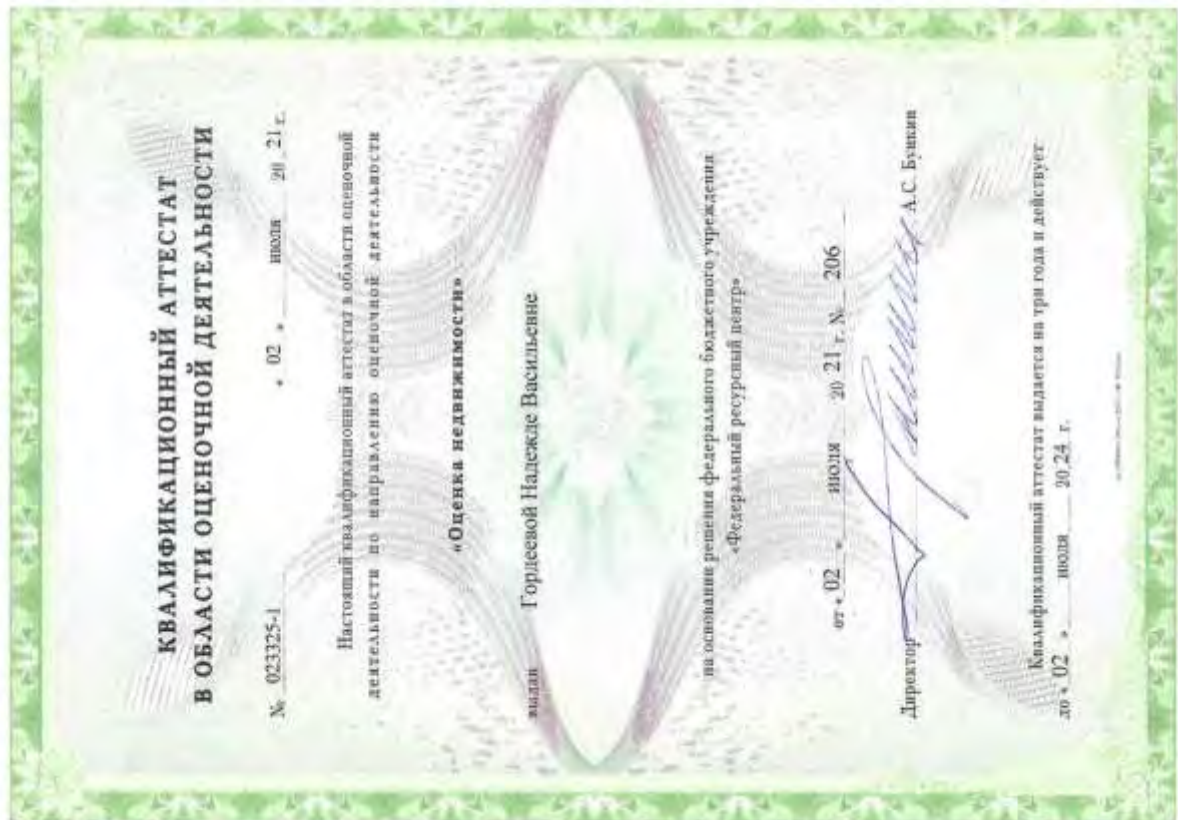 КВАЛИФИКАЦИОННЫЙ АТТЕСТАТ
В ОБЛАСТИ ОЦЕНОЧНОЙ ДЕЯТЕЛЬНОСТИ
№ 023325-1 « 02 » июля 20 21 г.
Настоящий квалификационный аттестат в области оценочной
деятельности по направлению оценочной деятельности
«Оценка недвижимости»
выдан Гордеевой Надежде Васильевне
на основании решения федерального бюджетного учреждения
«Федеральный ресурсный центр»
от « 02 » июля 20 21 г. № 206
Директор А.С. Бункин
Квалификационный аттестат выдается на три года и действует
до « 02 » июля 20 24 г.